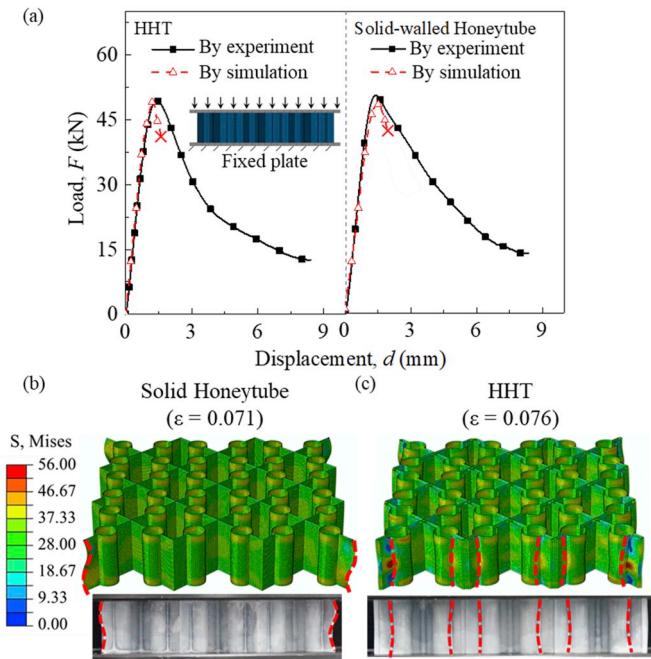 (a)
HHT
By experiment
By simulation
Solid-walled Honeytube
By experiment
By simulation
Fixed plate
Load, F (kN)
60
45
30
15
0
0 3 6 9
0 3 6 9
Displacement, d (mm)
(b)
Solid Honeytube
(ε = 0.071)
(c)
HHT
(ε = 0.076)
S, Mises
56.00
46.67
37.33
28.00
18.67
9.33
0.00